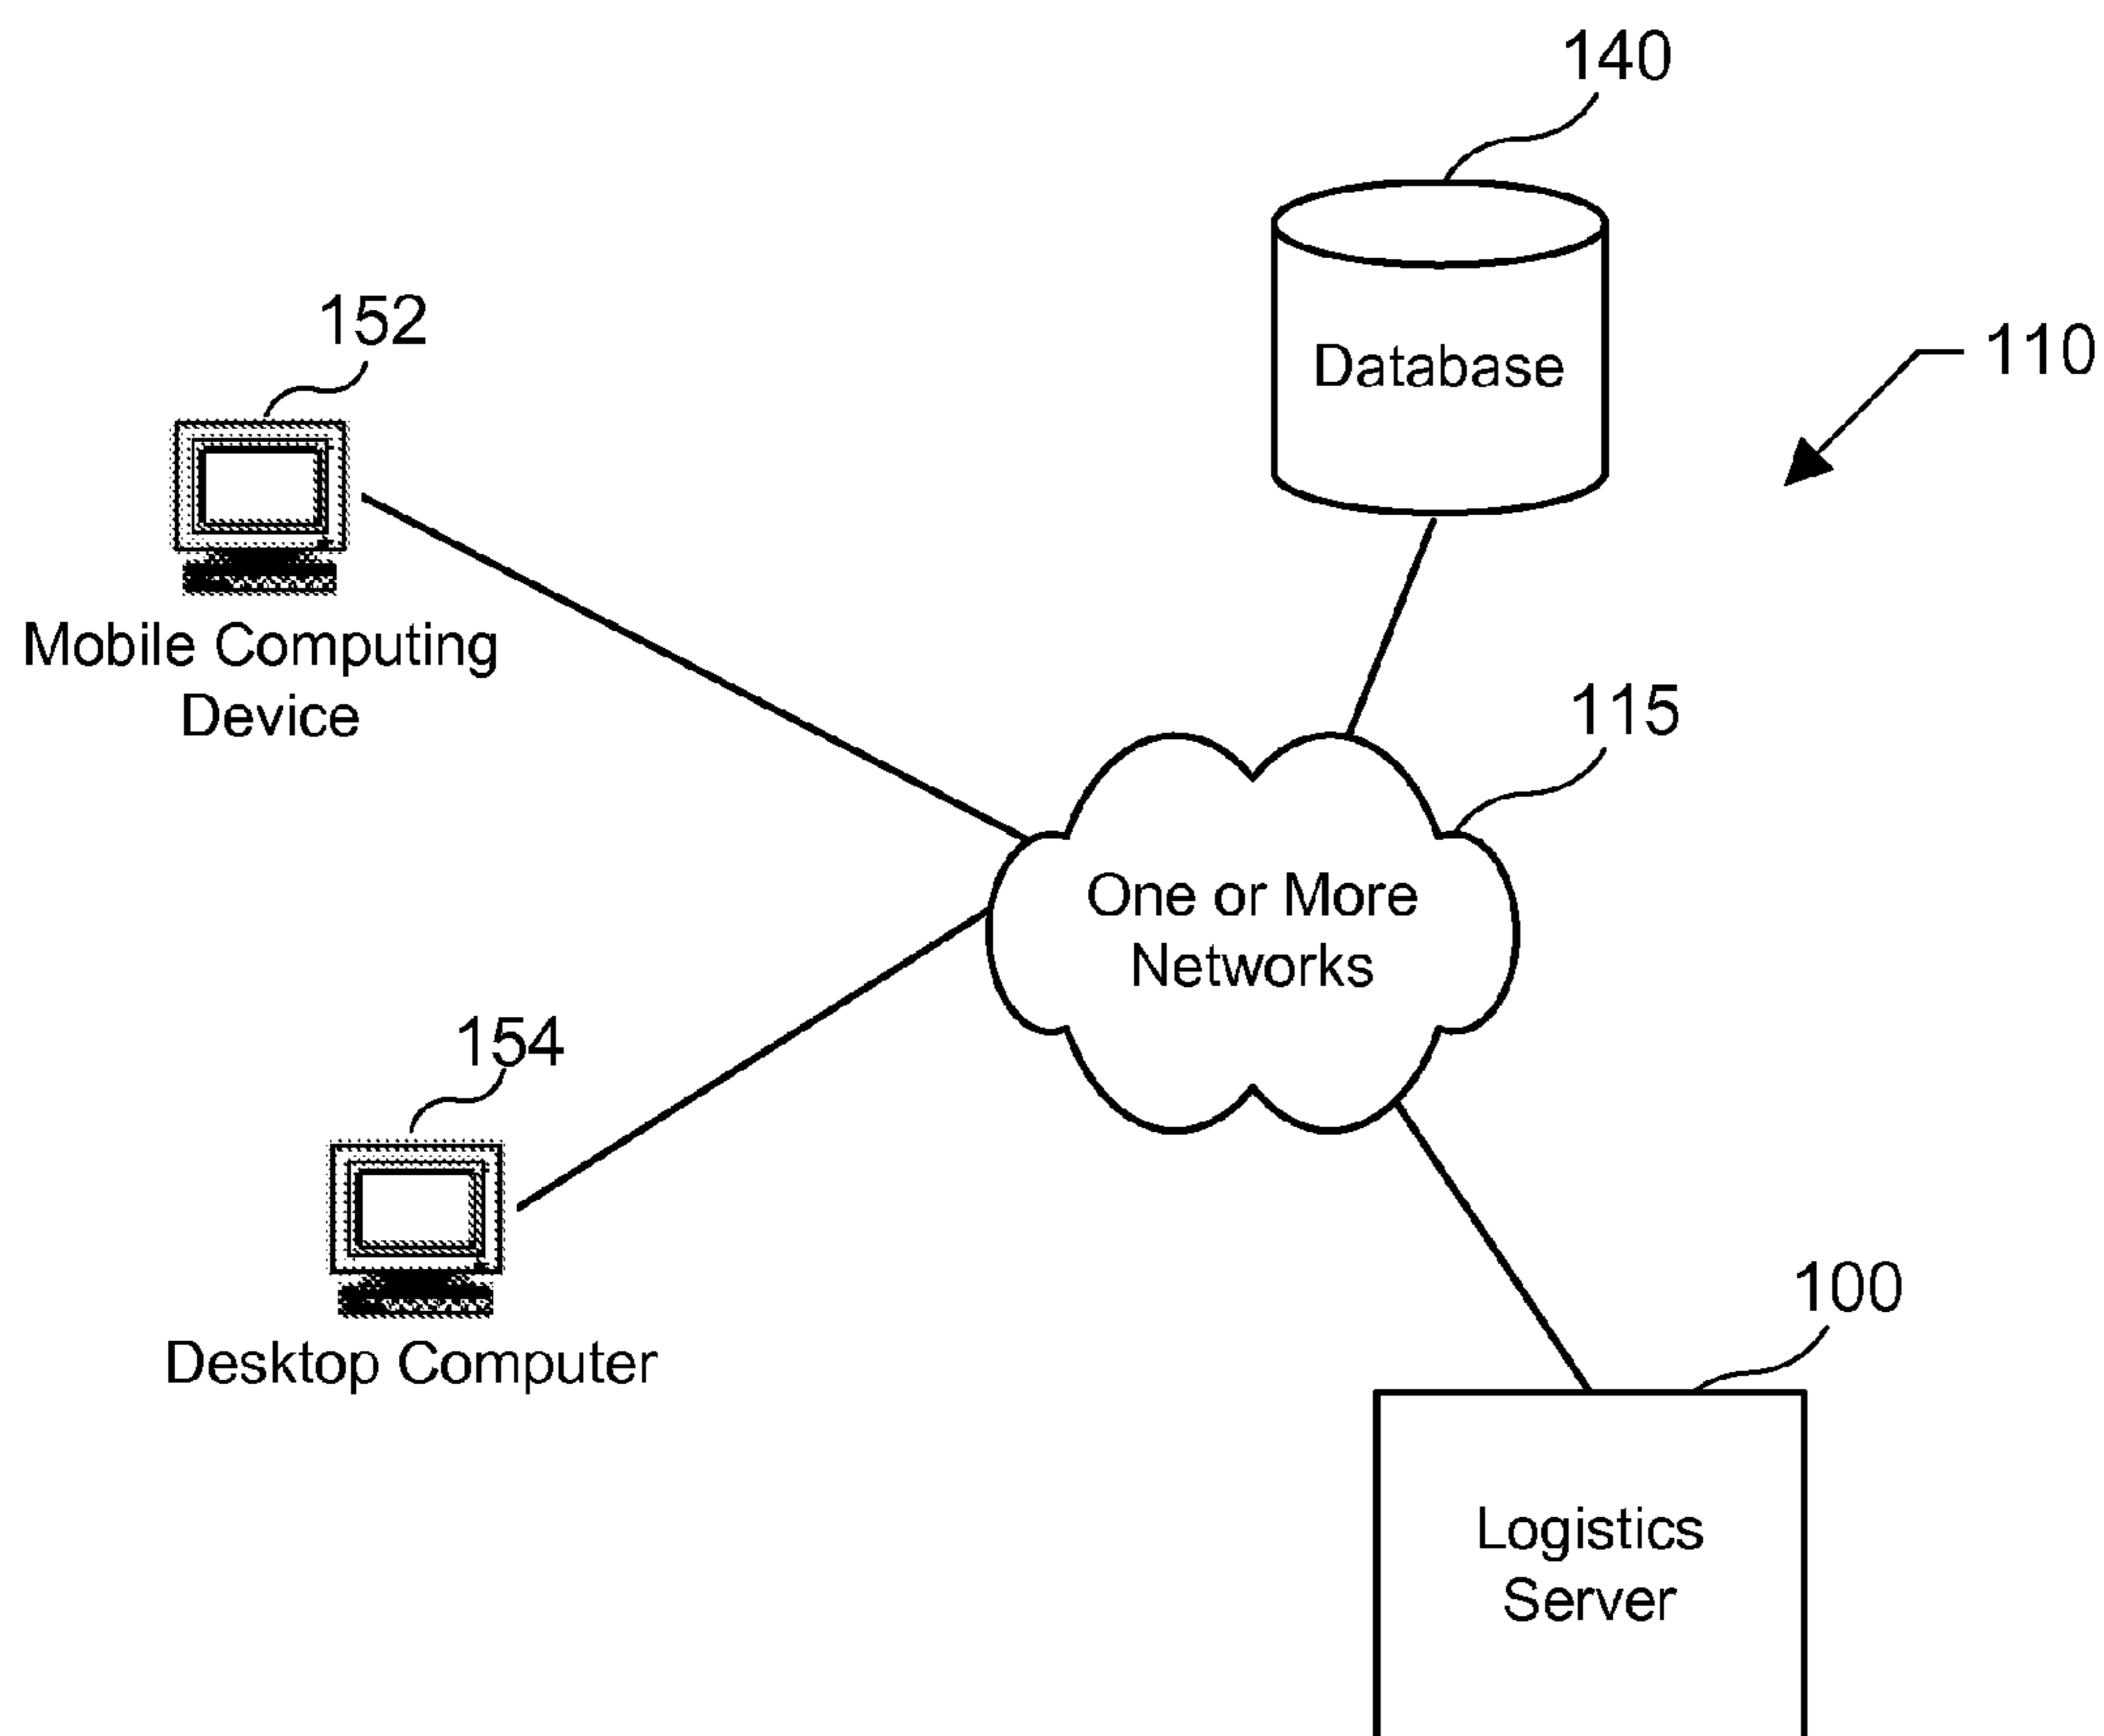 140
152
Database
110
Mobile Computing
Device
115
One or More
Networks
154
Desktop Computer
100
Logistics
Server